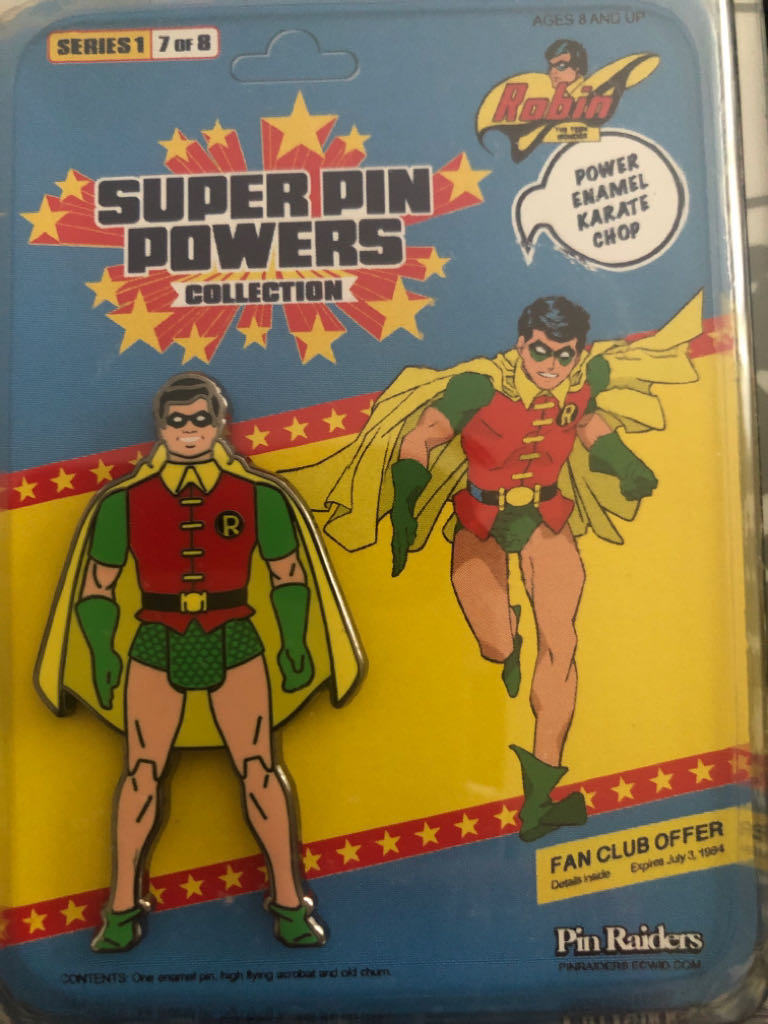 SERIES 1 7 OF 8
AGES 8 AND UP
Robin
THE TEEN WONDER
POWER
ENAMEL
KARATE
CHOP
SUPER PIN
POWERS
COLLECTION
R
R
FAN CLUB OFFER
Details inside Expires July 3, 1984
Pin Raiders
PINRAIDERS.ECWID.COM
CONTENTS: One enamel pin, high flying acrobat and old chum.